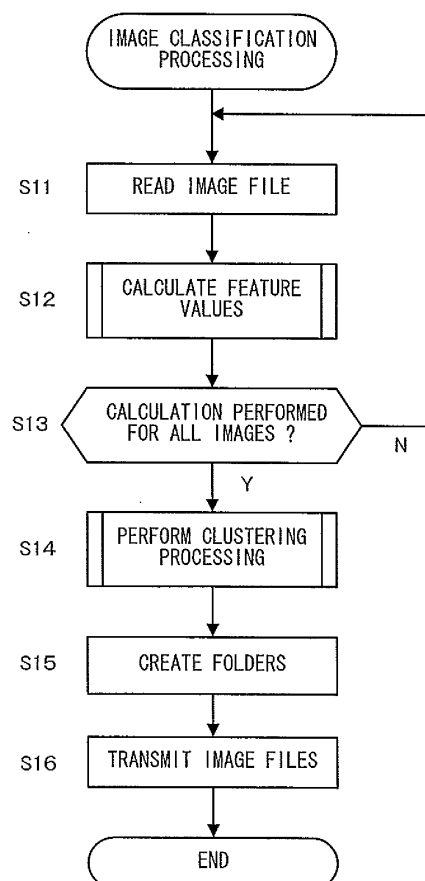 IMAGE CLASSIFICATION
PROCESSING
S11
READ IMAGE FILE
S12
CALCULATE FEATURE
VALUES
S13
CALCULATION PERFORMED
FOR ALL IMAGES ?
N
Y
S14
PERFORM CLUSTERING
PROCESSING
S15
CREATE FOLDERS
S16
TRANSMIT IMAGE FILES
END